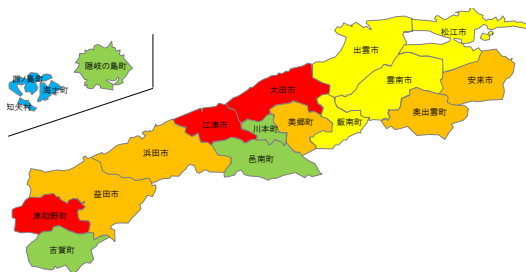 松江市
出雲市
隠岐の島町
西ノ島町
海士町
知夫村
雲南市
安来市
大田市
奥出雲町
美郷町
飯南町
江津市
川本町
浜田市
邑南町
益田市
津和野町
吉賀町